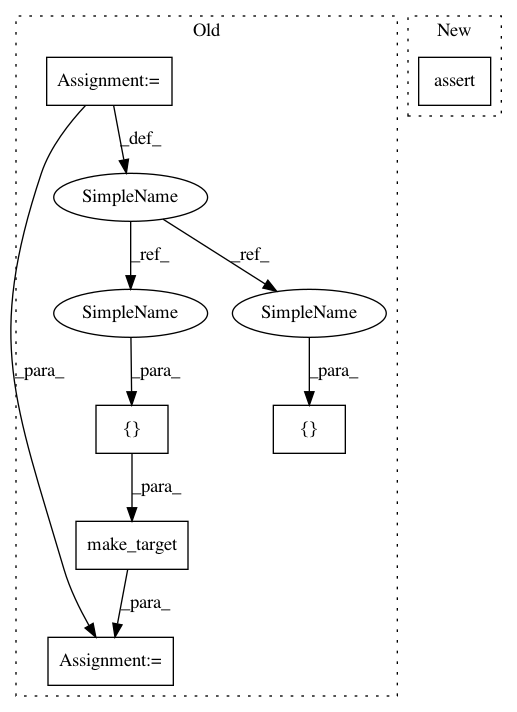 Old
New
Assignment:=
assert
_def_
SimpleName
_ref_
_ref_
SimpleName
SimpleName
_para_
_para_
_para_
{}
{}
_para_
make_target
_para_
Assignment:=